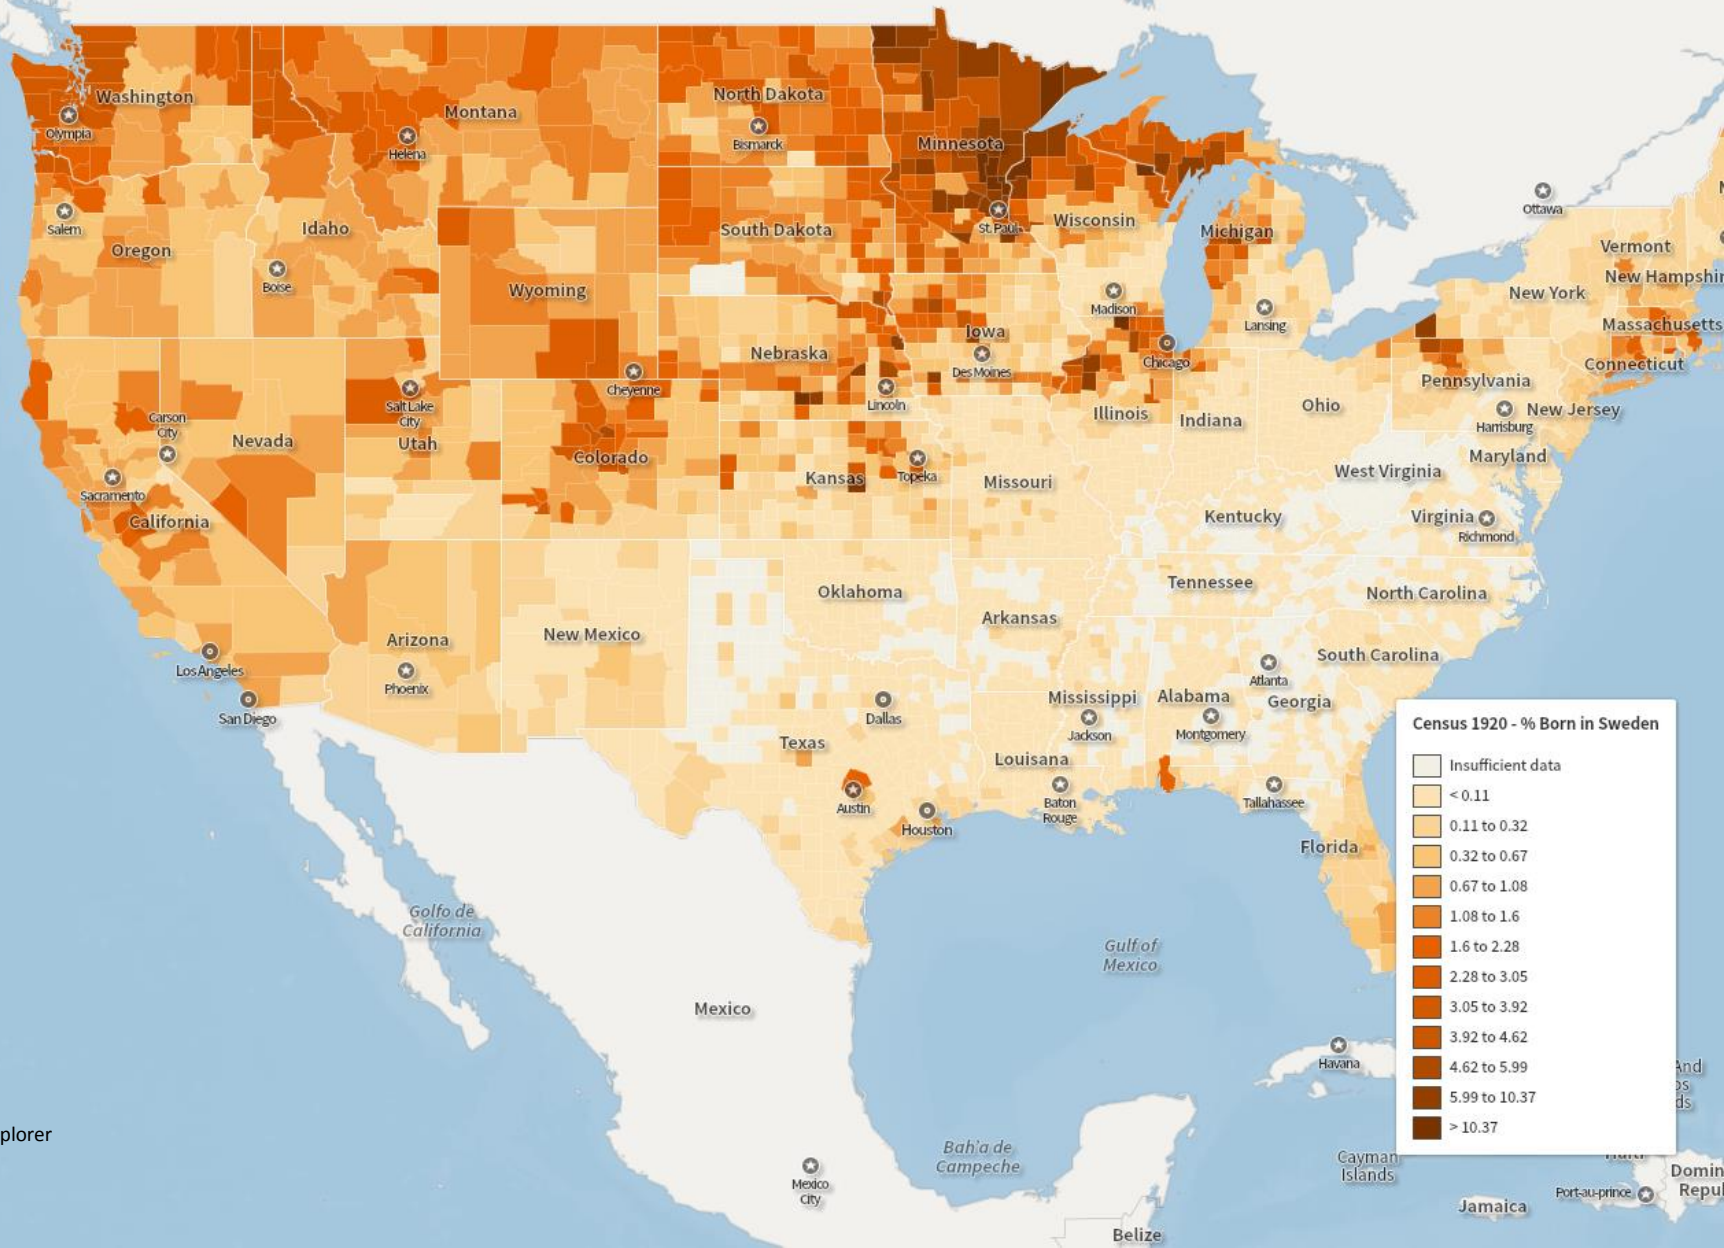 Washington
Olympia
Montana
Helena
North Dakota
Bismarck
Minnesota
St. Paul
Salem
Oregon
Idaho
Boise
Wyoming
South Dakota
Wisconsin
Michigan
Ottawa
Vermont
New Hampshir
New York
Massachusetts
Connecticut
Madison
Lansing
Chicago
Iowa
Des Moines
Nebraska
Cheyenne
Lincoln
Salt Lake
City
Utah
Carson
City
Nevada
Sacramento
California
Colorado
Kansas
Topeka
Missouri
Illinois
Indiana
Ohio
Pennsylvania
Harrisburg
New Jersey
Maryland
West Virginia
Virginia
Richmond
Kentucky
Tennessee
North Carolina
Oklahoma
Arkansas
New Mexico
Arizona
Phoenix
Los Angeles
San Diego
South Carolina
Atlanta
Georgia
Mississippi
Jackson
Alabama
Montgomery
Dallas
Texas
Louisana
Baton
Rouge
Austin
Houston
Tallahassee
Florida
Census 1920 - % Born in Sweden
Insufficient data
< 0.11
0.11 to 0.32
0.32 to 0.67
0.67 to 1.08
1.08 to 1.6
1.6 to 2.28
2.28 to 3.05
3.05 to 3.92
3.92 to 4.62
4.62 to 5.99
5.99 to 10.37
> 10.37
Golfo de
California
Gulf of
Mexico
Mexico
Havana
plorer
Bah'a de
Campeche
Mexico
City
Cayman
Islands
And
os
ds
Domin
Repu
Port-au-prince
Jamaica
Belize